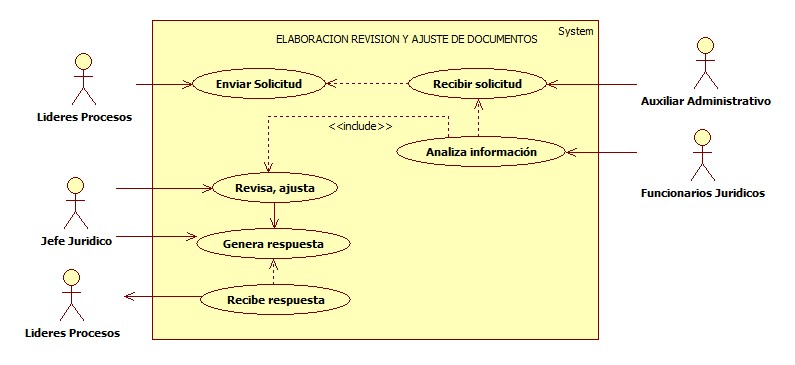 System
ELABORACION REVISION Y AJUSTE DE DOCUMENTOS
Enviar Solicitud
Recibir solicitud
Lideres Procesos
Auxiliar Administrativo
<<include>>
Analiza información
Revisa, ajusta
Funcionarios Juridicos
Jefe Juridico
Genera respuesta
Recibe respuesta
Lideres Procesos